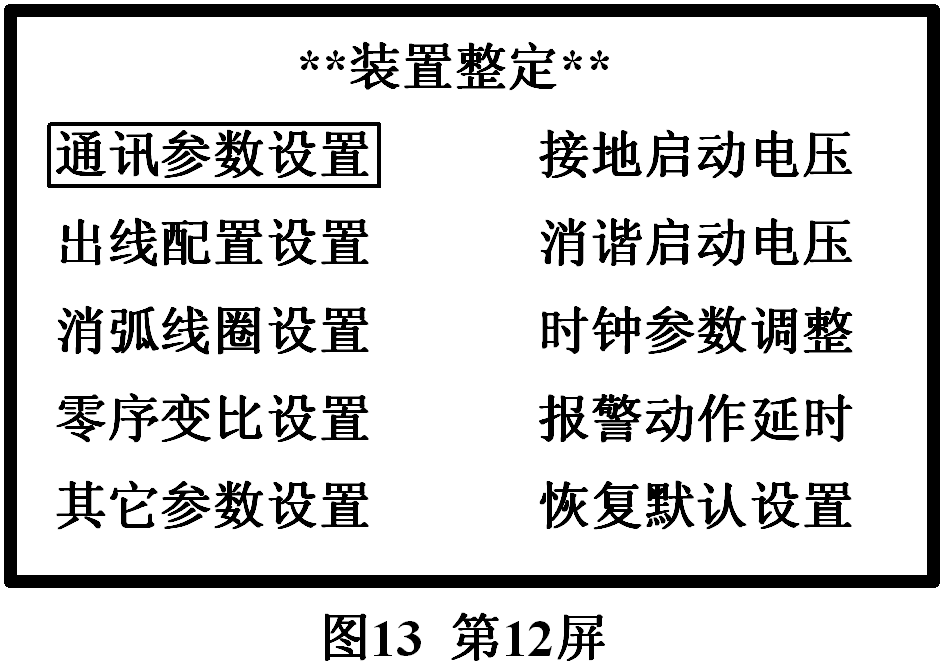 **装置整定**
通讯参数设置 接地启动电压
出线配置设置 消谐启动电压
消弧线圈设置 时钟参数调整
零序变比设置 报警动作延时
其它参数设置 恢复默认设置
图13 第12屏